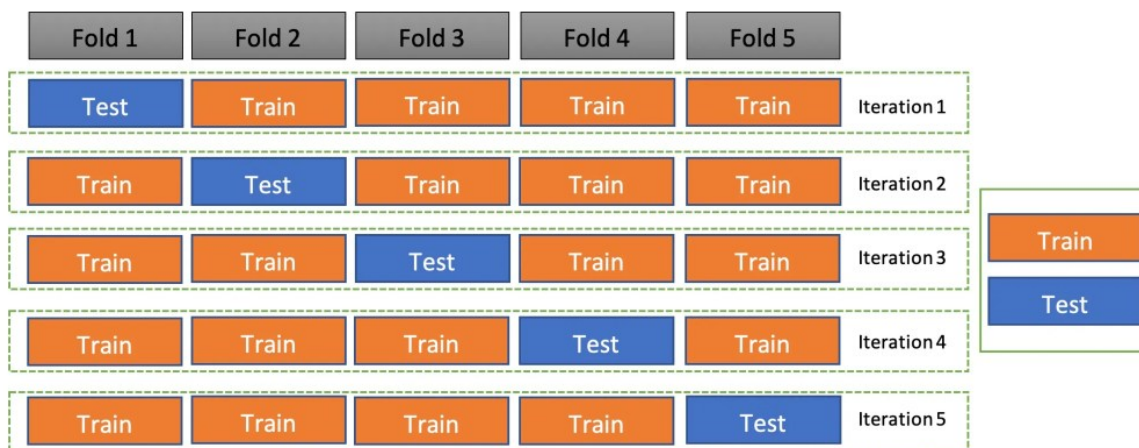 Fold 1 Fold 2 Fold 3 Fold 4 Fold 5
Test Train Train Train Train Iteration 1
Train Test Train Train Train Iteration 2
Train Train Test Train Train Iteration 3
Train Train Train Test Train Iteration 4
Train Train Train Train Test Iteration 5
Train
Test